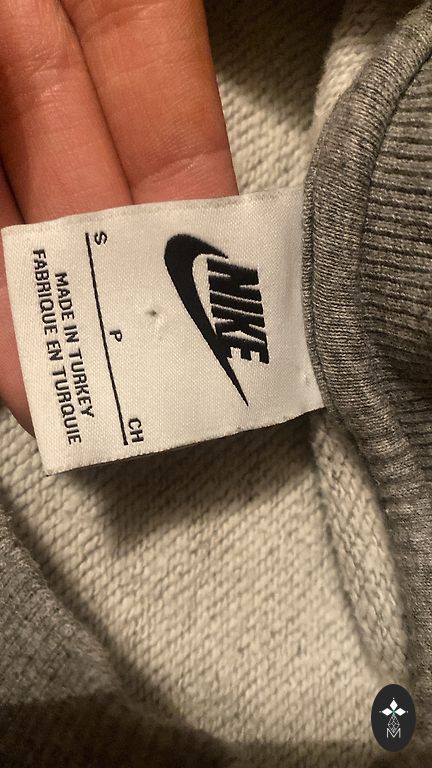 NIKE
S P CH
MADE IN TURKEY
FABRIQUE EN TURQUIE
M